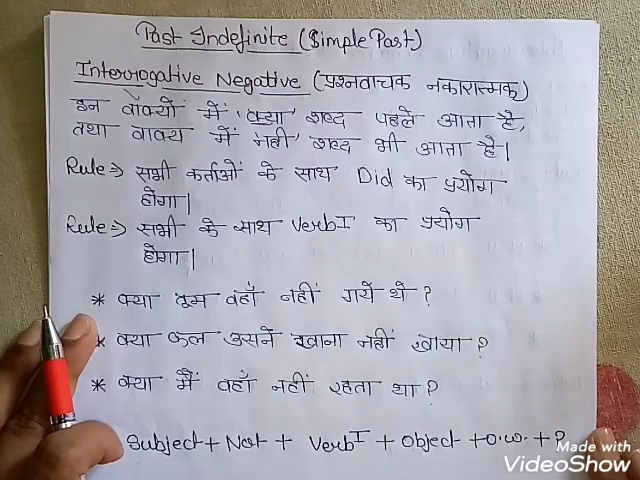 Past Indefinite (Simple Past)
Interrogative Negative (प्रश्नवाचक नकारात्मक)
इन वाक्यों में 'क्या' शब्द पहले आता है,
तथा वाक्य में 'नहीं' शब्द भी आता है।
Rule⇒ सभी कर्ताओं के साथ Did का प्रयोग
होगा।
Rule⇒ सभी के साथ Verb I का प्रयोग
होगा।
* क्या तुम वहाँ नहीं गये थे ?
* क्या कल उसने खाना नहीं खाया ?
* क्या मैं वहाँ नहीं रहता था ?
Subject + Not + Verb I + Object + O.W. + ?
Made with
VideoShow